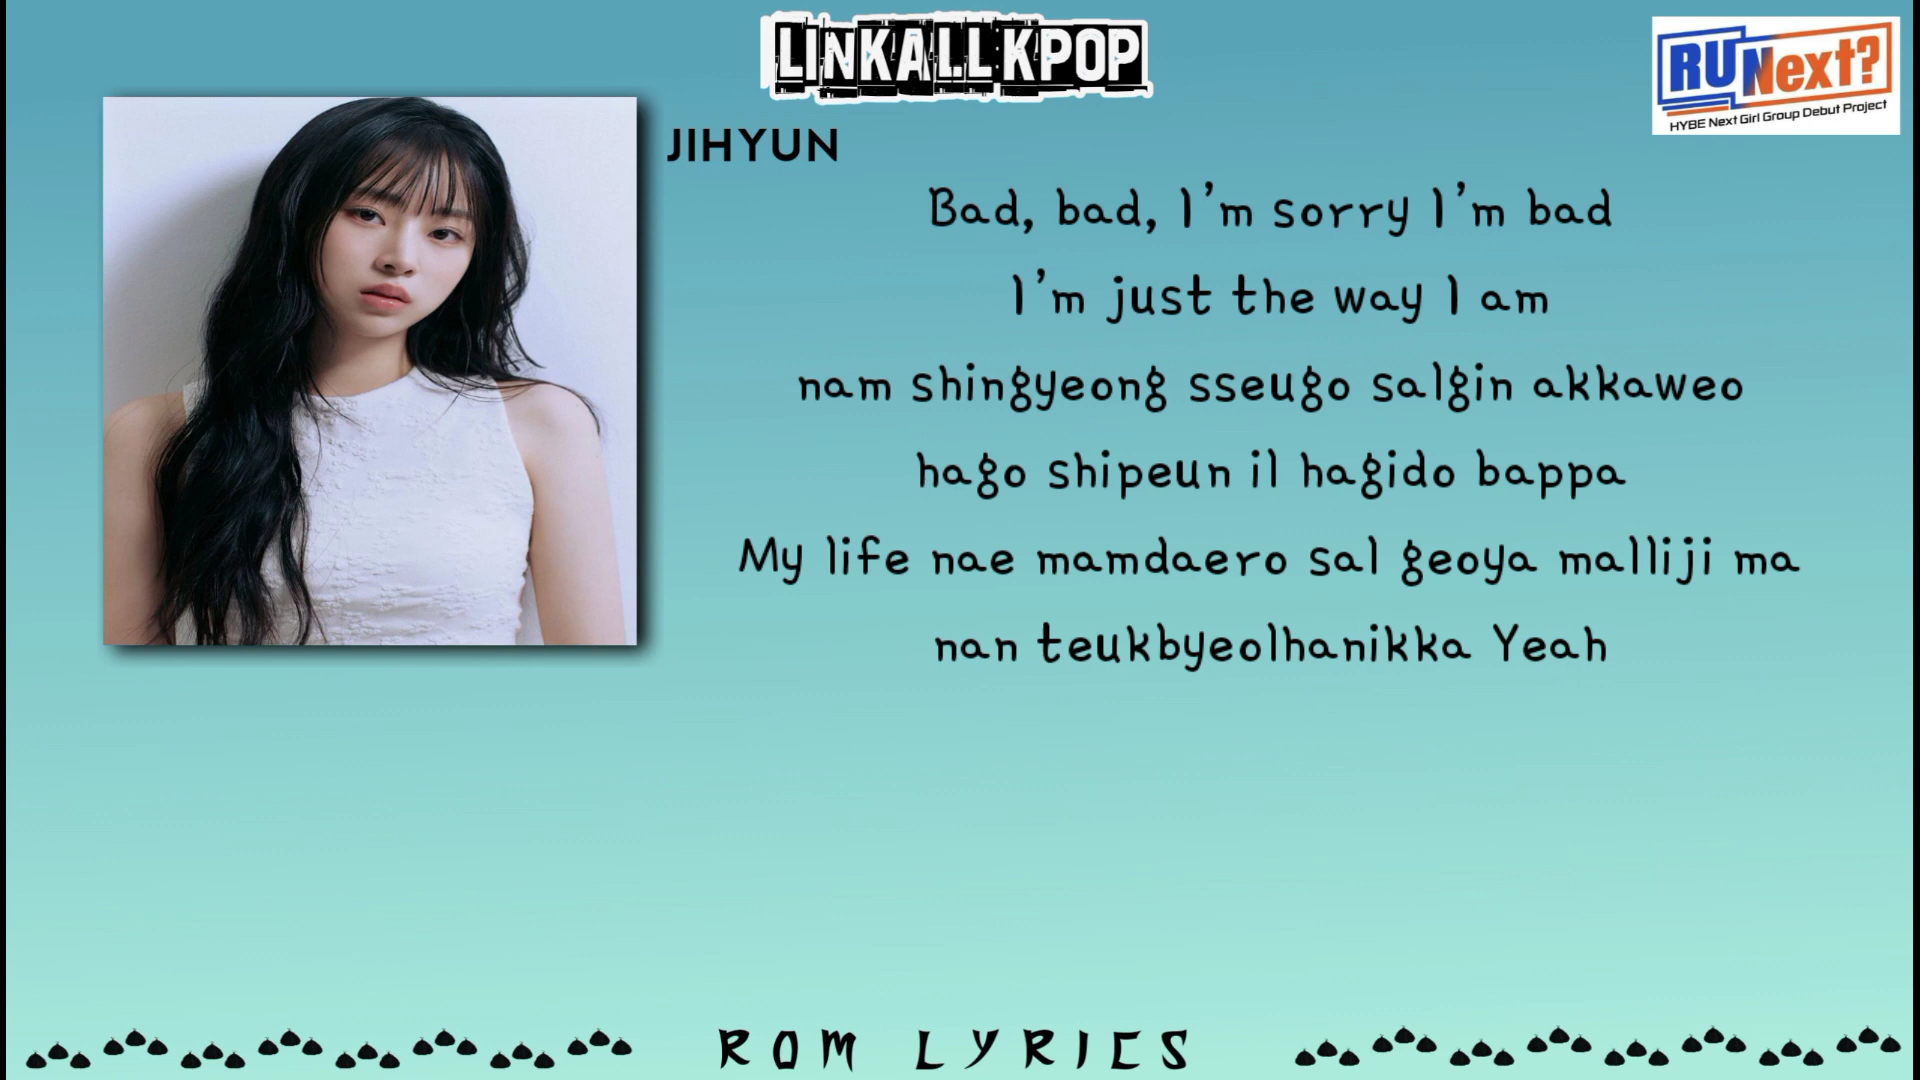 LINKALL KPOP
RUNext?
HYBE Next Girl Group Debut Project
JIHYUN
Bad, bad, I'm sorry I'm bad
I'm just the way I am
nam shingyeong sseugo salgin akkaweo
hago shipeun il hagido bappa
My life nae mamdaero sal geoya malliji ma
nan teukbyeolhanikka Yeah
ROM LYRICS